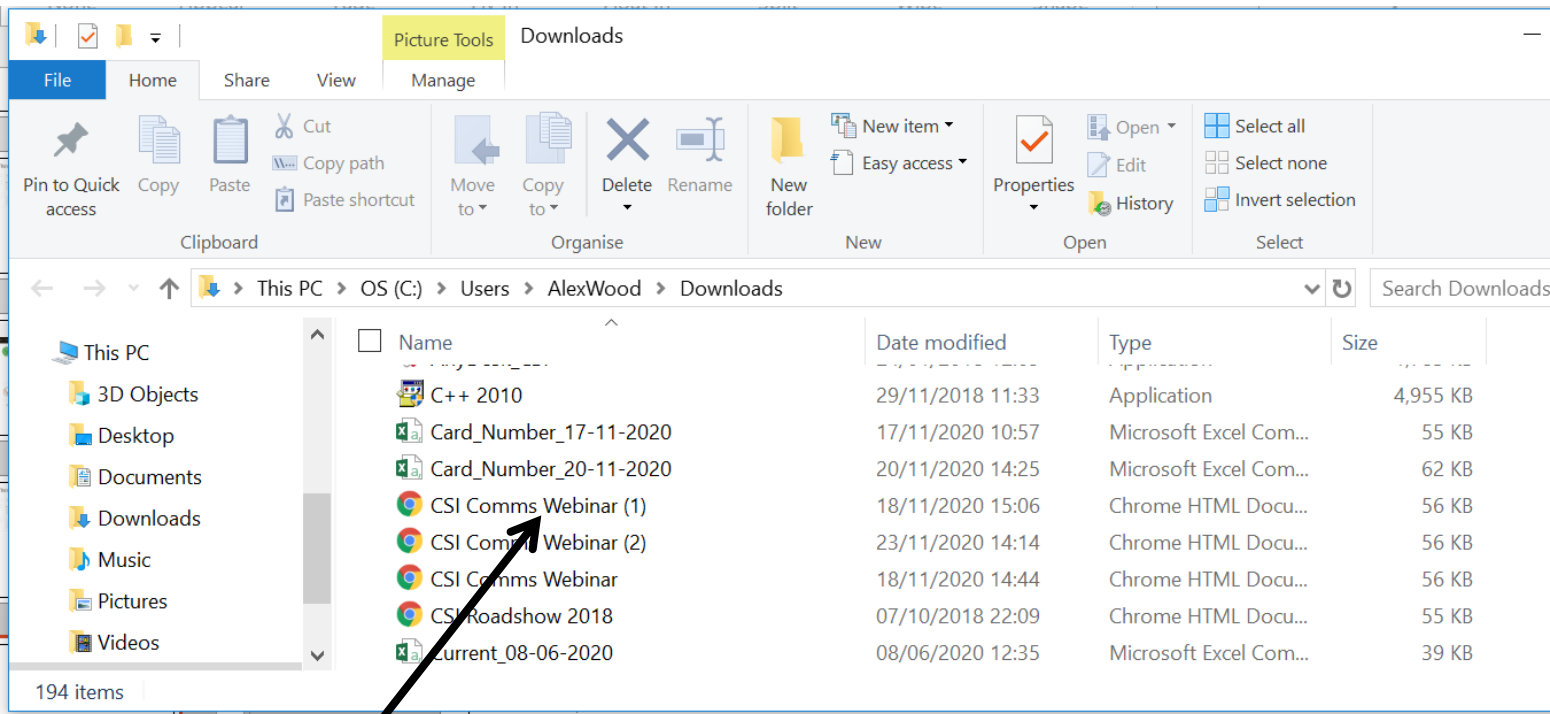 Picture Tools Downloads
File Home Share View Manage
Pin to Quick access
Copy
Paste
Cut
Copy path
Paste shortcut
Clipboard
Move to
Copy to
Delete
Rename
Organise
New folder
New item
Easy access
New
Properties
Open
Edit
History
Open
Select all
Select none
Invert selection
Select
This PC > OS (C:) > Users > AlexWood > Downloads
Search Downloads
This PC
3D Objects
Desktop
Documents
Downloads
Music
Pictures
Videos
Name Date modified Type Size
C++ 2010 29/11/2018 11:33 Application 4,955 KB
Card_Number_17-11-2020 17/11/2020 10:57 Microsoft Excel Com... 55 KB
Card_Number_20-11-2020 20/11/2020 14:25 Microsoft Excel Com... 62 KB
CSI Comms Webinar (1) 18/11/2020 15:06 Chrome HTML Docu... 56 KB
CSI Comms Webinar (2) 23/11/2020 14:14 Chrome HTML Docu... 56 KB
CSI Comms Webinar 18/11/2020 14:44 Chrome HTML Docu... 56 KB
CSI Roadshow 2018 07/10/2018 22:09 Chrome HTML Docu... 55 KB
Current_08-06-2020 08/06/2020 12:35 Microsoft Excel Com... 39 KB
194 items